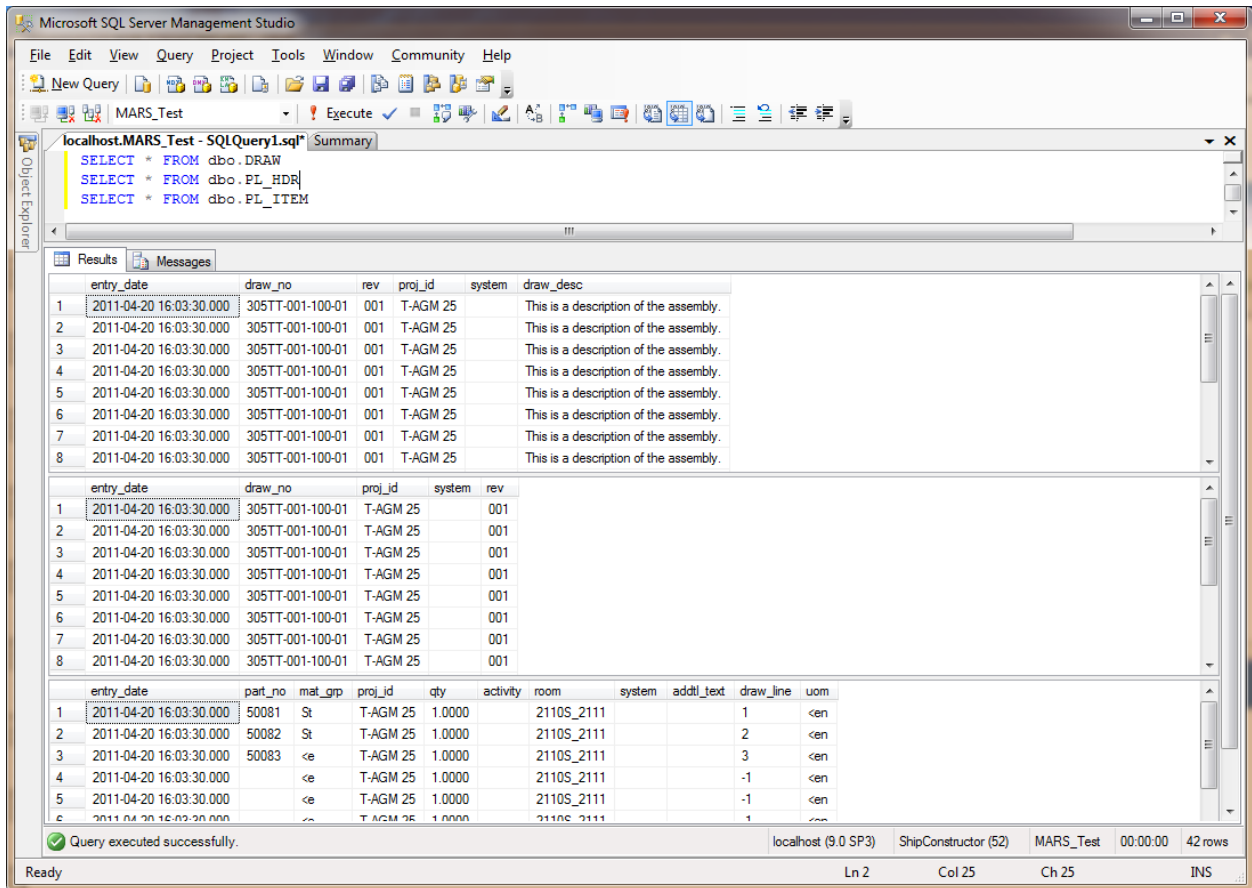 Microsoft SQL Server Management Studio
File Edit View Query Project Tools Window Community Help
New Query
MARS_Test Execute
localhost.MARS_Test - SQLQuery1.sql* Summary
Object Explorer
SELECT * FROM dbo.DRAW
SELECT * FROM dbo.PL_HDR
SELECT * FROM dbo.PL_ITEM
Results Messages
entry_date draw_no rev proj_id system draw_desc
1 2011-04-20 16:03:30.000 305TT-001-100-01 001 T-AGM 25 This is a description of the assembly.
2 2011-04-20 16:03:30.000 305TT-001-100-01 001 T-AGM 25 This is a description of the assembly.
3 2011-04-20 16:03:30.000 305TT-001-100-01 001 T-AGM 25 This is a description of the assembly.
4 2011-04-20 16:03:30.000 305TT-001-100-01 001 T-AGM 25 This is a description of the assembly.
5 2011-04-20 16:03:30.000 305TT-001-100-01 001 T-AGM 25 This is a description of the assembly.
6 2011-04-20 16:03:30.000 305TT-001-100-01 001 T-AGM 25 This is a description of the assembly.
7 2011-04-20 16:03:30.000 305TT-001-100-01 001 T-AGM 25 This is a description of the assembly.
8 2011-04-20 16:03:30.000 305TT-001-100-01 001 T-AGM 25 This is a description of the assembly.
entry_date draw_no proj_id system rev
1 2011-04-20 16:03:30.000 305TT-001-100-01 T-AGM 25 001
2 2011-04-20 16:03:30.000 305TT-001-100-01 T-AGM 25 001
3 2011-04-20 16:03:30.000 305TT-001-100-01 T-AGM 25 001
4 2011-04-20 16:03:30.000 305TT-001-100-01 T-AGM 25 001
5 2011-04-20 16:03:30.000 305TT-001-100-01 T-AGM 25 001
6 2011-04-20 16:03:30.000 305TT-001-100-01 T-AGM 25 001
7 2011-04-20 16:03:30.000 305TT-001-100-01 T-AGM 25 001
8 2011-04-20 16:03:30.000 305TT-001-100-01 T-AGM 25 001
entry_date part_no mat_grp proj_id qty activity room system addtl_text draw_line uom
1 2011-04-20 16:03:30.000 50081 St T-AGM 25 1.0000 2110S_2111 1 <en
2 2011-04-20 16:03:30.000 50082 St T-AGM 25 1.0000 2110S_2111 2 <en
3 2011-04-20 16:03:30.000 50083 <e T-AGM 25 1.0000 2110S_2111 3 <en
4 2011-04-20 16:03:30.000 <e T-AGM 25 1.0000 2110S_2111 -1 <en
5 2011-04-20 16:03:30.000 <e T-AGM 25 1.0000 2110S_2111 -1 <en
Query executed successfully. localhost (9.0 SP3) ShipConstructor (52) MARS_Test 00:00:00 42 rows
Ready Ln 2 Col 25 Ch 25 INS